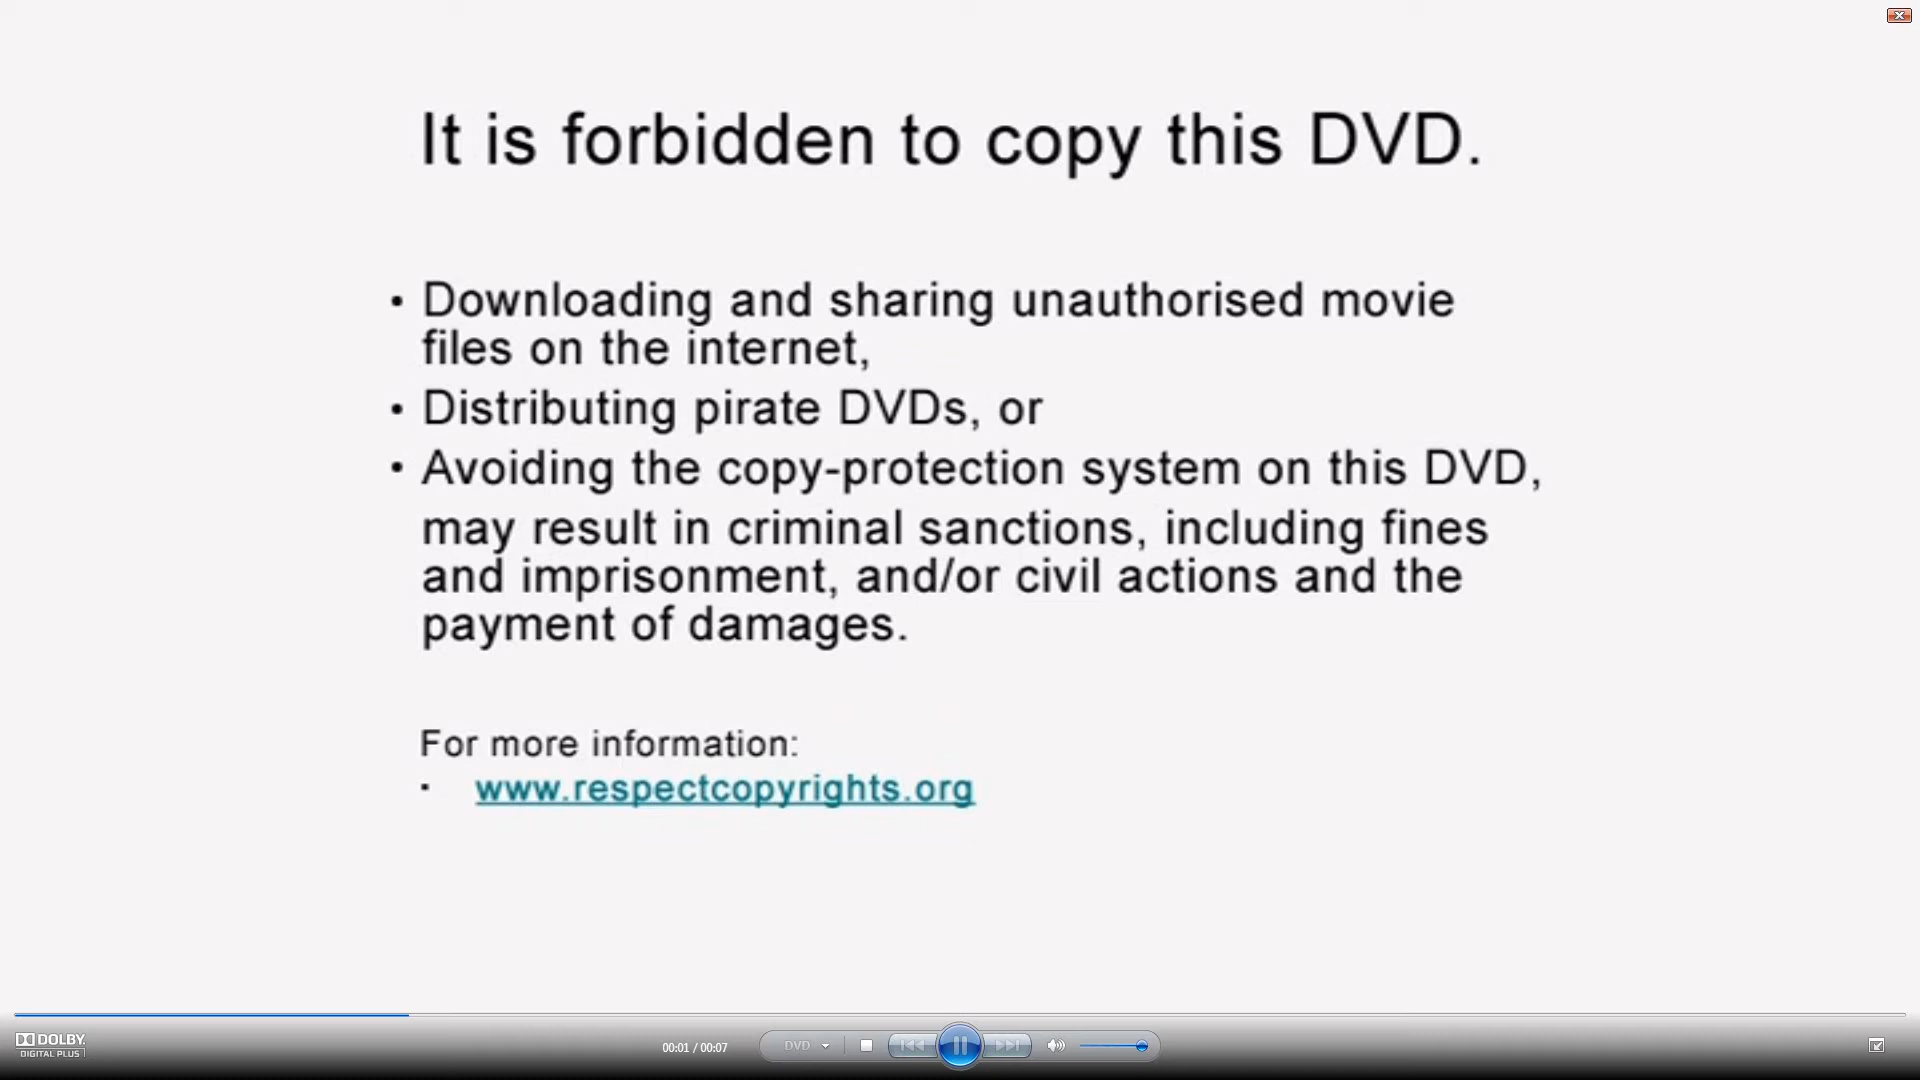 It is forbidden to copy this DVD.
• Downloading and sharing unauthorised movie
files on the internet,
• Distributing pirate DVDs, or
• Avoiding the copy-protection system on this DVD,
may result in criminal sanctions, including fines
and imprisonment, and/or civil actions and the
payment of damages.
For more information:
• www.respectcopyrights.org
DOLBY
DIGITAL PLUS
00:01 / 00:07
DVD